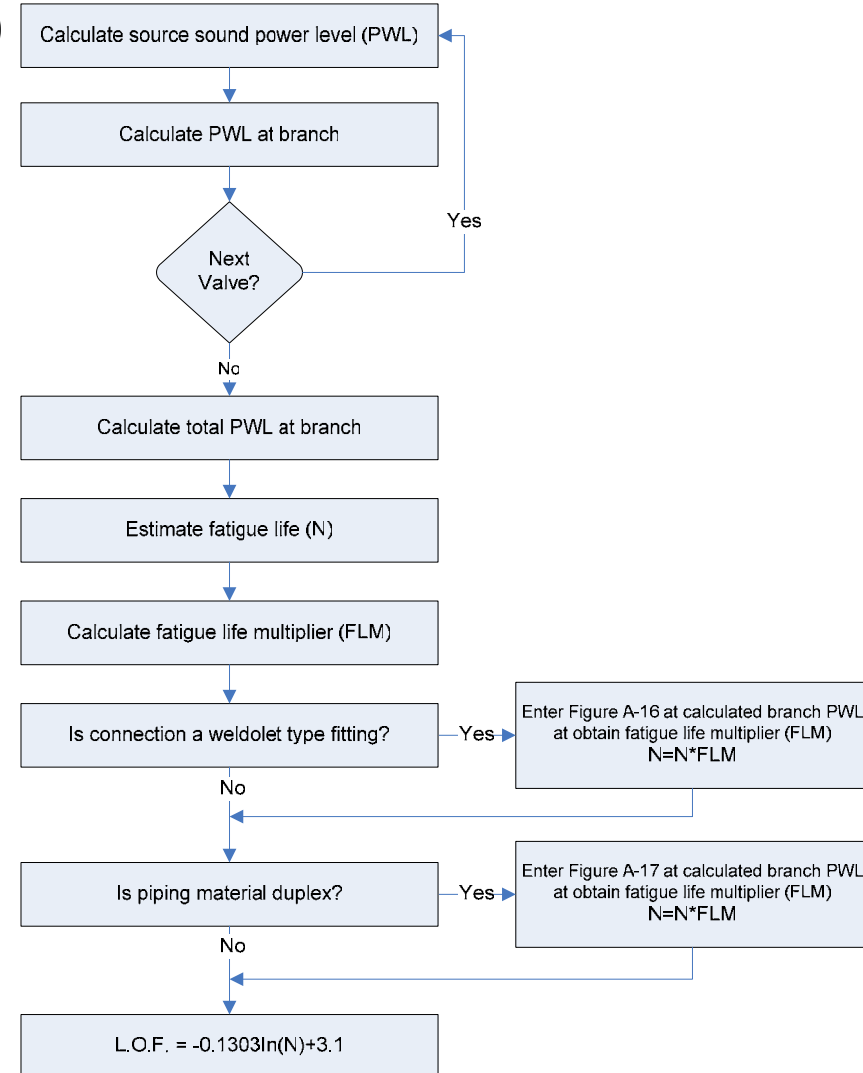 )
Calculate source sound power level (PWL)
Calculate PWL at branch
Yes
Next
Valve?
No
Calculate total PWL at branch
Estimate fatigue life (N)
Calculate fatigue life multiplier (FLM)
Is connection a weldolet type fitting?
Yes
Enter Figure A-16 at calculated branch PWL
at obtain fatigue life multiplier (FLM)
N=N*FLM
No
Is piping material duplex?
Yes
Enter Figure A-17 at calculated branch PWL
at obtain fatigue life multiplier (FLM)
N=N*FLM
No
L.O.F. = -0.1303ln(N)+3.1